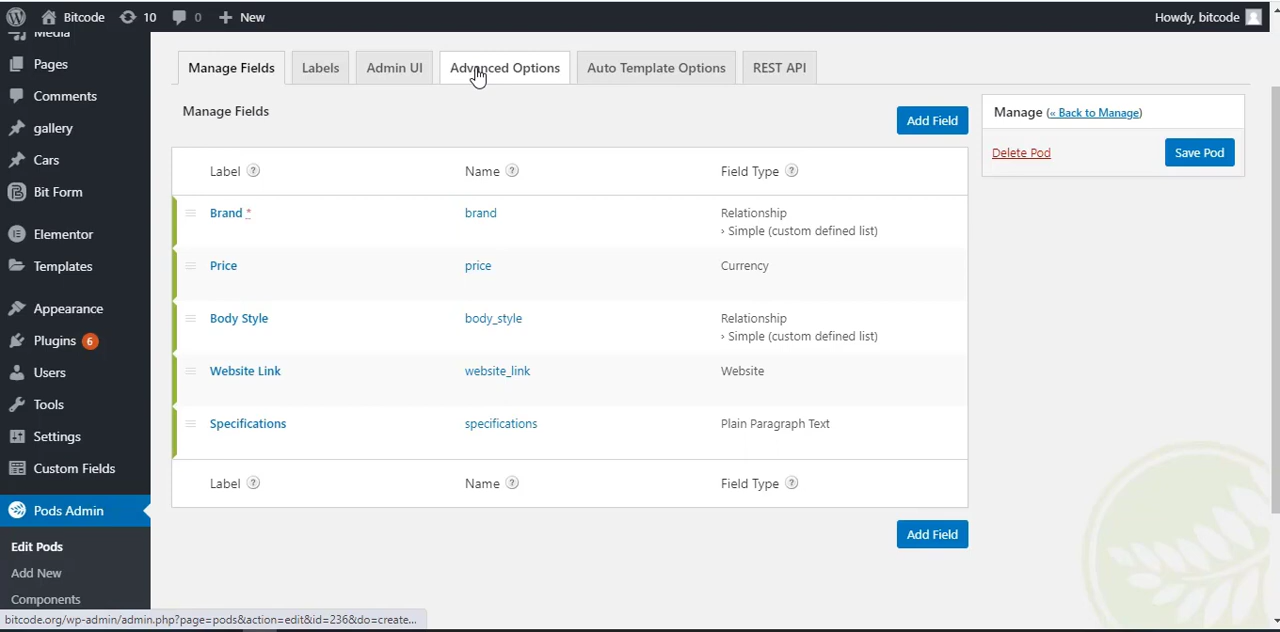 Bitcode 10 0 New Howdy, bitcode
Media
Pages
Comments
gallery
Cars
Bit Form
Elementor
Templates
Appearance
Plugins 6
Users
Tools
Settings
Custom Fields
Pods Admin
Edit Pods
Add New
Components
Manage Fields Labels Admin UI Advanced Options Auto Template Options REST API
Manage Fields Add Field
Label ? Name ? Field Type ?
Brand * brand Relationship
› Simple (custom defined list)
Price price Currency
Body Style body_style Relationship
› Simple (custom defined list)
Website Link website_link Website
Specifications specifications Plain Paragraph Text
Label ? Name ? Field Type ?
Add Field
Manage (« Back to Manage)
Delete Pod Save Pod
bitcode.org/wp-admin/admin.php?page=pods&action=edit&id=236&do=create...